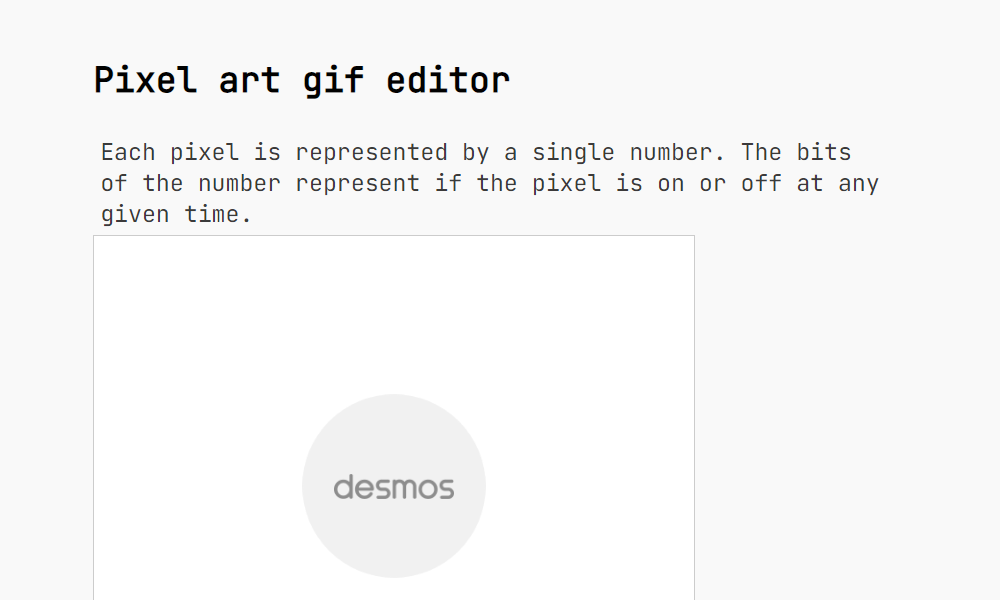 Pixel art gif editor
Each pixel is represented by a single number. The bits
of the number represent if the pixel is on or off at any
given time.
desmos